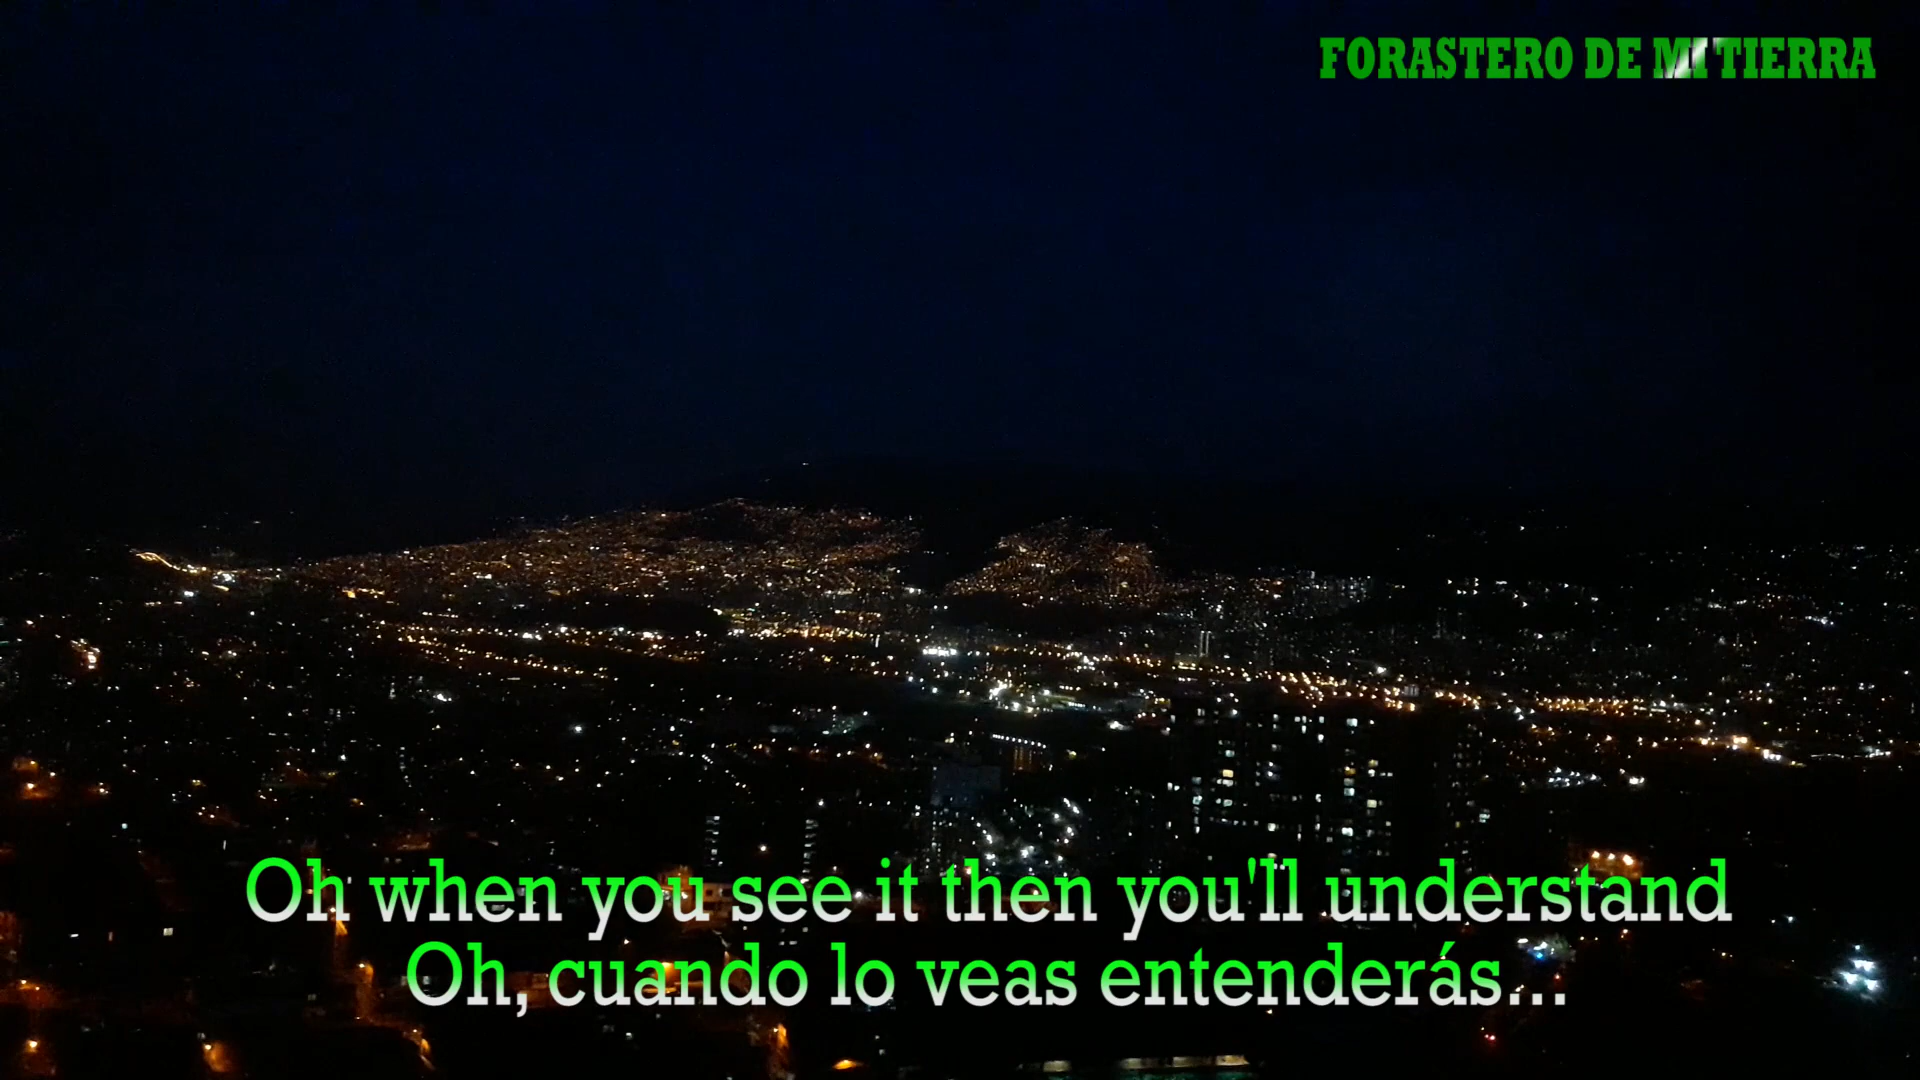 FORASTERO DE MI TIERRA
Oh when you see it then you'll understand
Oh, cuando lo veas entenderás...